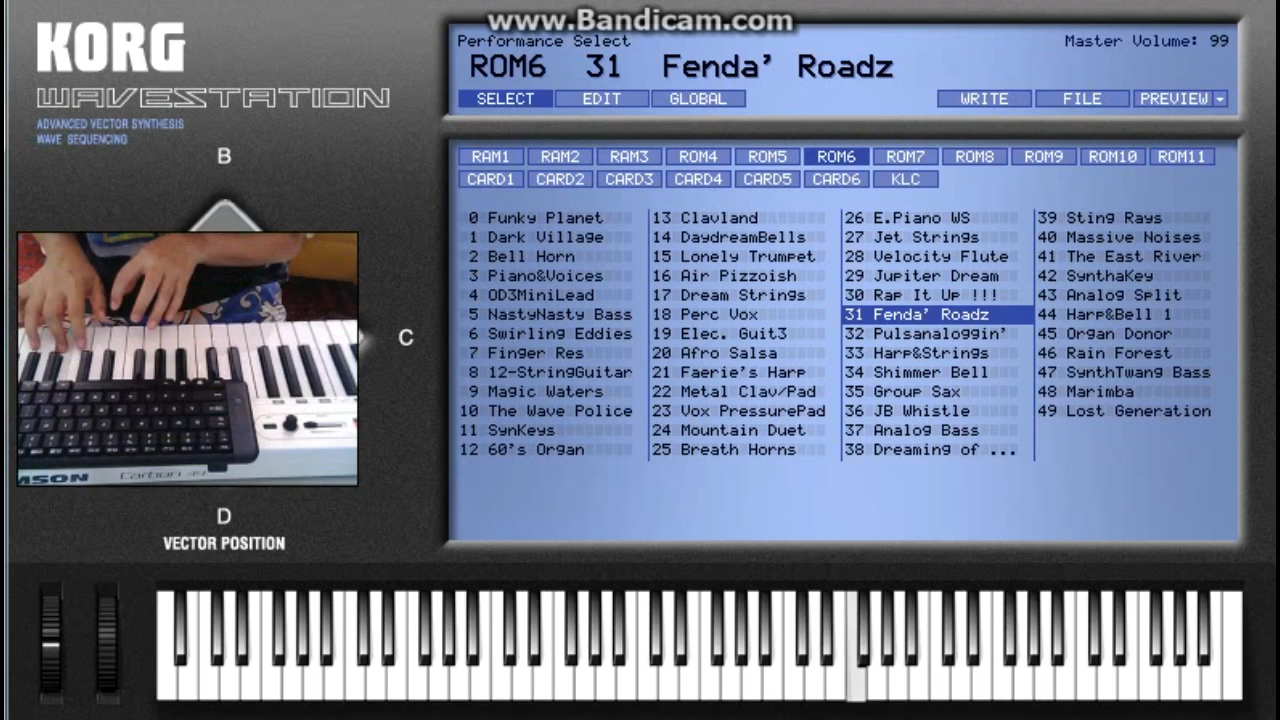 www.Bandicam.com
KORG
WAVESTATION
ADVANCED VECTOR SYNTHESIS
WAVE SEQUENCING
Performance Select
Master Volume: 99
ROM6 31 Fenda' Roadz
SELECT EDIT GLOBAL WRITE FILE PREVIEW
RAM1 RAM2 RAM3 ROM4 ROM5 ROM6 ROM7 ROM8 ROM9 ROM10 ROM11
CARD1 CARD2 CARD3 CARD4 CARD5 CARD6 KLC
0 Funky Planet
1 Dark Village
2 Bell Horn
3 Piano&Voices
4 OD3MiniLead
5 NastyNasty Bass
6 Swirling Eddies
7 Finger Res
8 12-StringGuitar
9 Magic Waters
10 The Wave Police
11 SynKeys
12 60's Organ
13 Clavland
14 DaydreamBells
15 Lonely Trumpet
16 Air Pizzoish
17 Dream Strings
18 Perc Vox
19 Elec. Guit3
20 Afro Salsa
21 Faerie's Harp
22 Metal Clav/Pad
23 Vox PressurePad
24 Mountain Duet
25 Breath Horns
26 E.Piano WS
27 Jet Strings
28 Velocity Flute
29 Jupiter Dream
30 Rap It Up !!!
31 Fenda' Roadz
32 Pulsanaloggin'
33 Harp&Strings
34 Shimmer Bell
35 Group Sax
36 JB Whistle
37 Analog Bass
38 Dreaming of ...
39 Sting Rays
40 Massive Noises
41 The East River
42 SynthaKey
43 Analog Split
44 Harp&Bell 1
45 Organ Donor
46 Rain Forest
47 SynthTwang Bass
48 Marimba
49 Lost Generation
B
C
D
VECTOR POSITION
MSON
Carbon 49